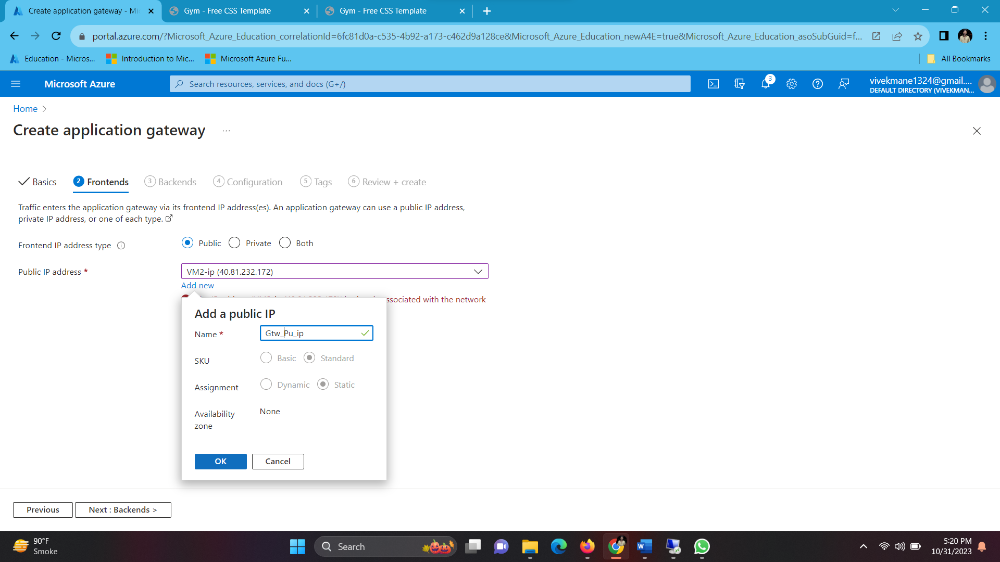 Create application gateway - Mi
Gym - Free CSS Template
Gym - Free CSS Template
portal.azure.com/?Microsoft_Azure_Education_correlationId=6fc81d0a-c535-4b92-a173-c462d9a128ce&Microsoft_Azure_Education_newA4E=true&Microsoft_Azure_Education_asoSubGuid=f...
Education - Micros...
Introduction to Mic...
Microsoft Azure Fu...
All Bookmarks
Microsoft Azure
Search resources, services, and docs (G+/)
3
vivekmane1324@gmail....
DEFAULT DIRECTORY (VIVEKMAN...
Home >
Create application gateway ...
Basics
2 Frontends
3 Backends
4 Configuration
5 Tags
6 Review + create
Traffic enters the application gateway via its frontend IP address(es). An application gateway can use a public IP address,
private IP address, or one of each type.
Frontend IP address type
Public
Private
Both
Public IP address *
VM2-ip (40.81.232.172)
Add new
ssociated with the network
Add a public IP
Name *
Gtw_Pu_ip
SKU
Basic
Standard
Assignment
Dynamic
Static
Availability
zone
None
OK
Cancel
Previous
Next : Backends >
90°F
Smoke
Search
5:20 PM
10/31/2023